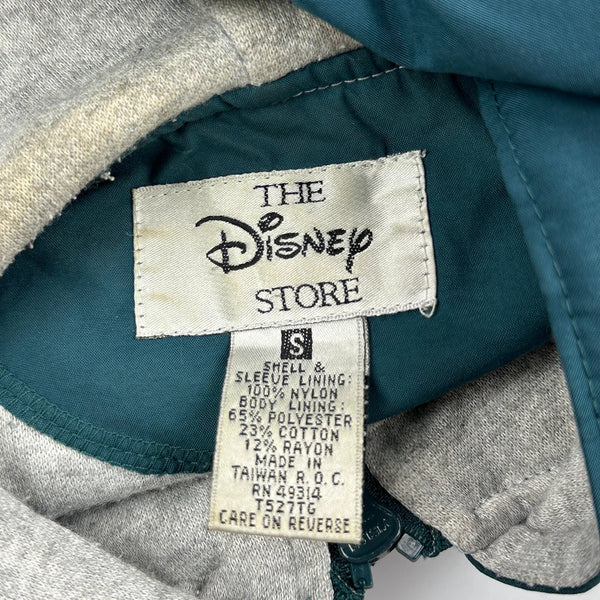 THE
Disney
STORE
S
SHELL &
SLEEVE LINING:
100% NYLON
BODY LINING:
65% POLYESTER
23% COTTON
12% RAYON
MADE IN
TAIWAN R.O.C.
RN 49314
T527TG
CARE ON REVERSE